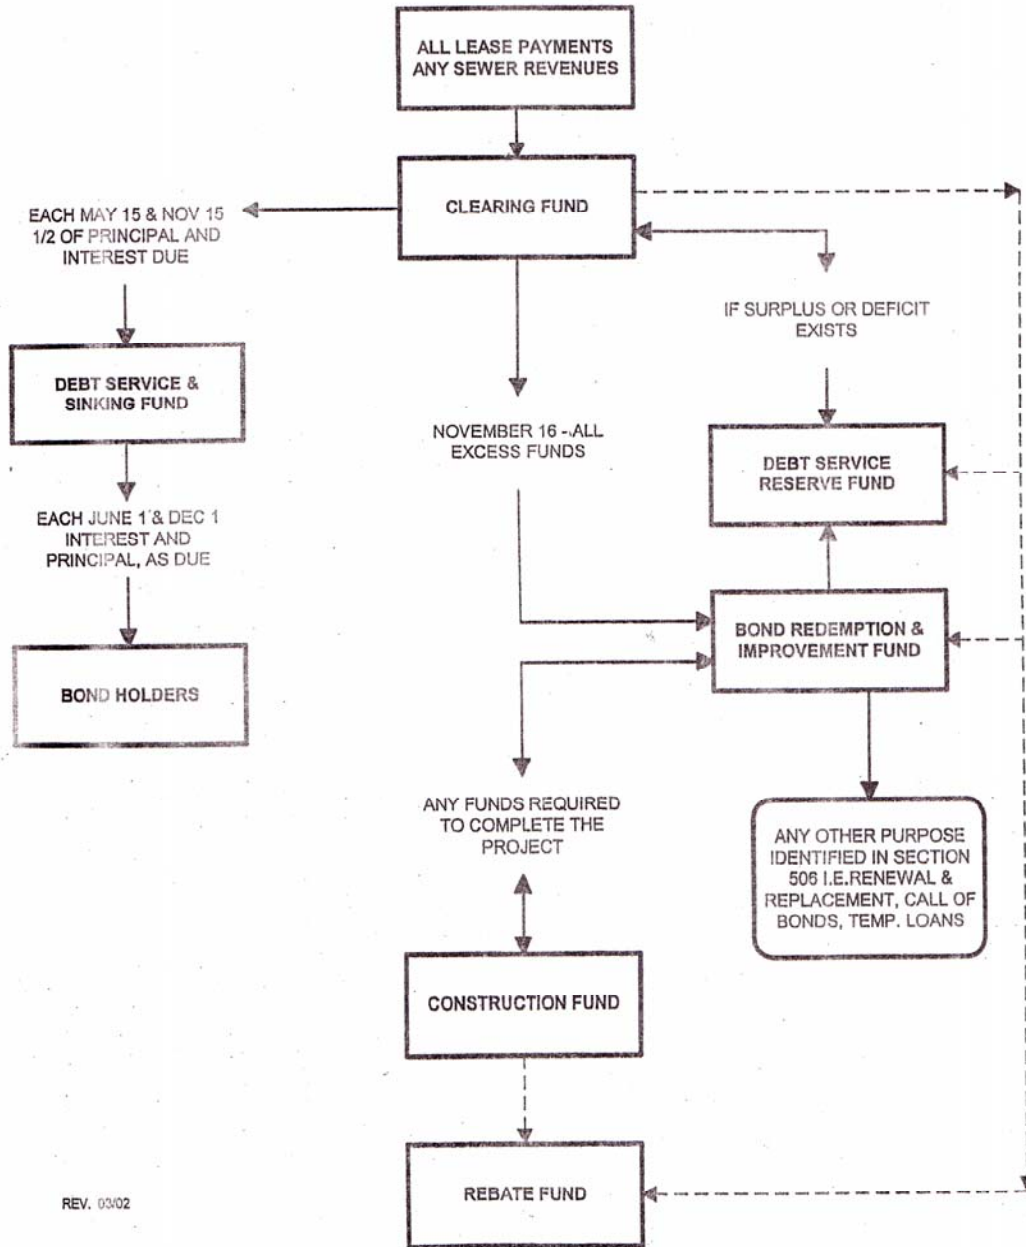 ALL LEASE PAYMENTS
ANY SEWER REVENUES
CLEARING FUND
EACH MAY 15 & NOV 15
1/2 OF PRINCIPAL AND
INTEREST DUE
IF SURPLUS OR DEFICIT
EXISTS
DEBT SERVICE &
SINKING FUND
NOVEMBER 16 - ALL
EXCESS FUNDS
DEBT SERVICE
RESERVE FUND
EACH JUNE 1 & DEC 1
INTEREST AND
PRINCIPAL, AS DUE
BOND REDEMPTION &
IMPROVEMENT FUND
BOND HOLDERS
ANY FUNDS REQUIRED
TO COMPLETE THE
PROJECT
ANY OTHER PURPOSE
IDENTIFIED IN SECTION
506 I.E.RENEWAL &
REPLACEMENT, CALL OF
BONDS, TEMP. LOANS
CONSTRUCTION FUND
REBATE FUND
REV. 03/02